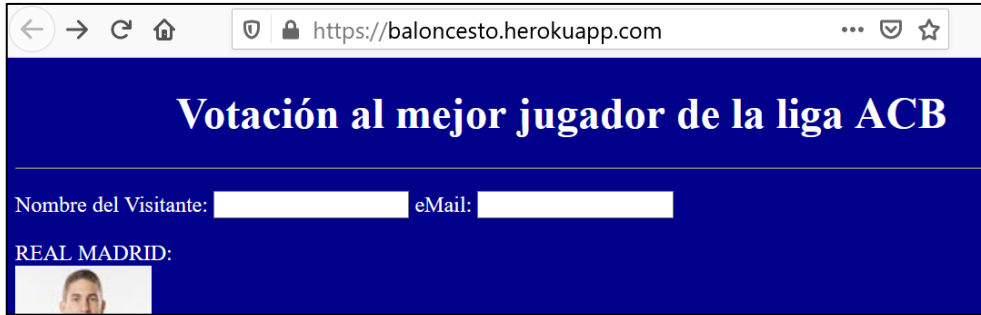 https://baloncesto.herokuapp.com
Votación al mejor jugador de la liga ACB
Nombre del Visitante: eMail:
REAL MADRID: